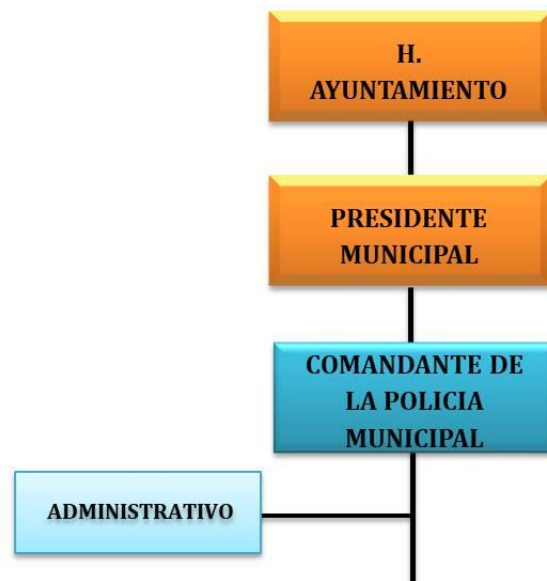 H.
AYUNTAMIENTO
PRESIDENTE
MUNICIPAL
COMANDANTE DE
LA POLICIA
MUNICIPAL
ADMINISTRATIVO